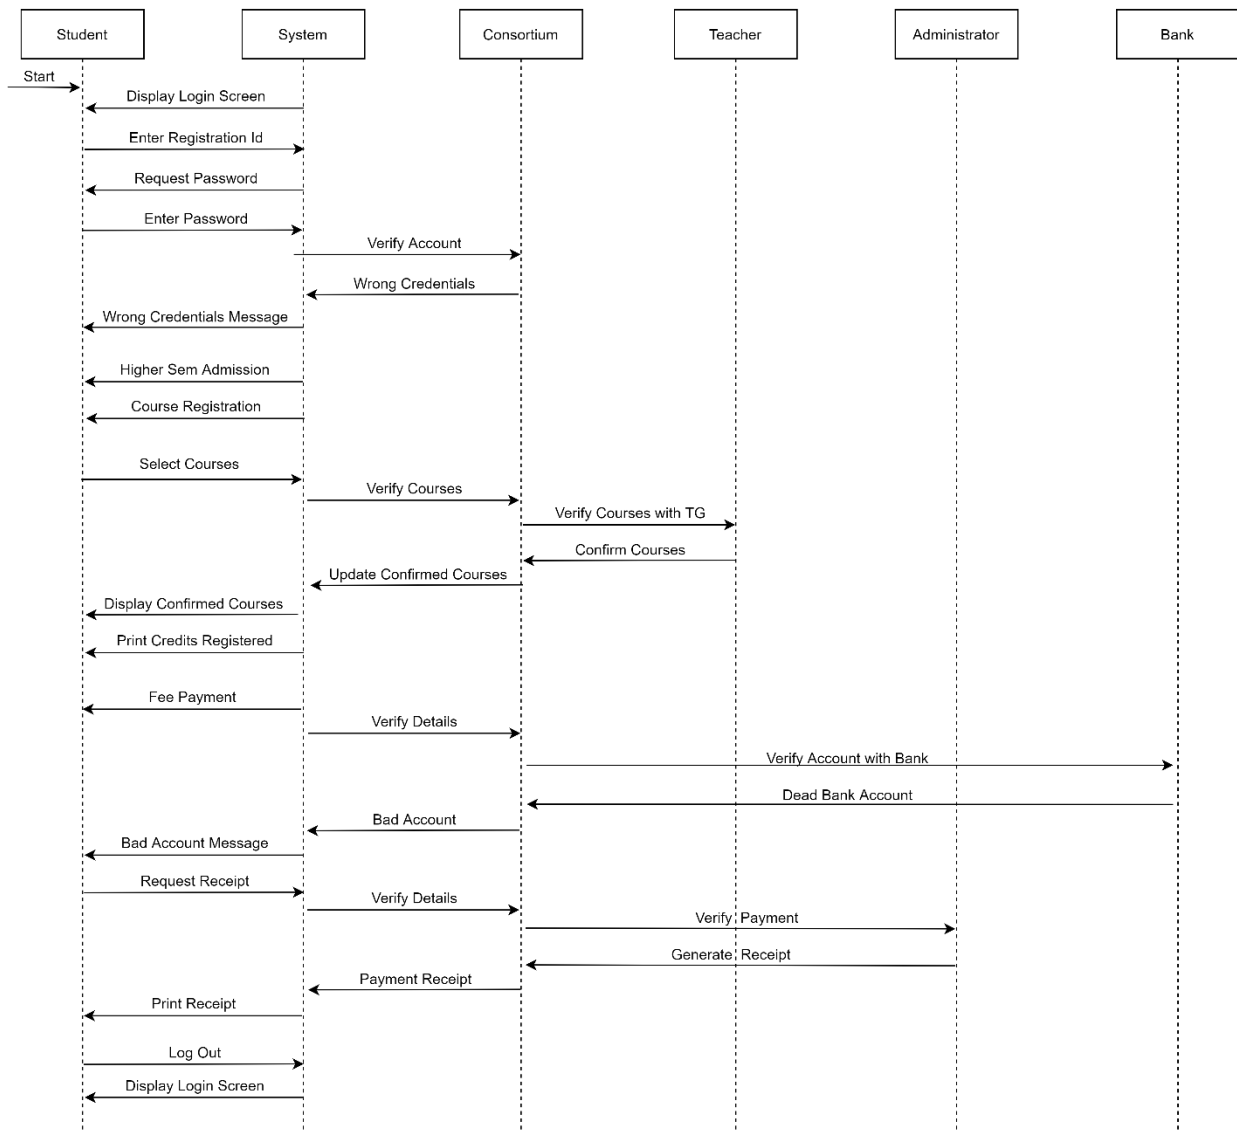 Student
System
Consortium
Teacher
Administrator
Bank
Start
Display Login Screen
Enter Registration Id
Request Password
Enter Password
Verify Account
Wrong Credentials
Wrong Credentials Message
Higher Sem Admission
Course Registration
Select Courses
Verify Courses
Verify Courses with TG
Confirm Courses
Update Confirmed Courses
Display Confirmed Courses
Print Credits Registered
Fee Payment
Verify Details
Verify Account with Bank
Dead Bank Account
Bad Account
Bad Account Message
Request Receipt
Verify Details
Verify Payment
Generate Receipt
Payment Receipt
Print Receipt
Log Out
Display Login Screen